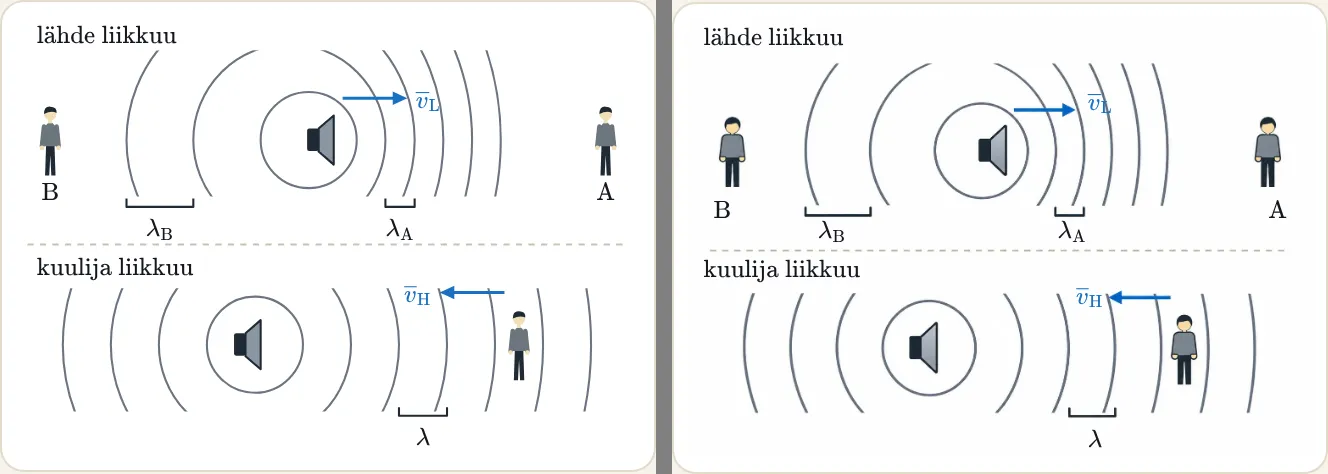 lähde liikkuu
v̅L
B
A
λB
λA
kuulija liikkuu
v̅H
λ
lähde liikkuu
v̅L
B
A
λB
λA
kuulija liikkuu
v̅H
λ